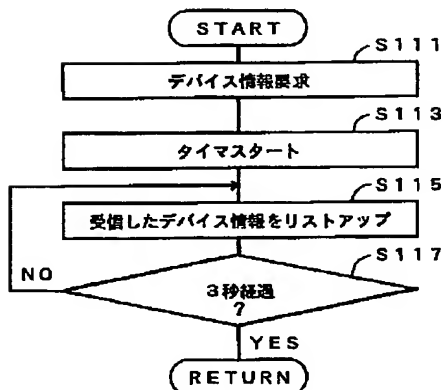 START
S111
デバイス情報要求
S113
タイマスタート
S115
受信したデバイス情報をリストアップ
S117
NO
3秒経過
?
YES
RETURN